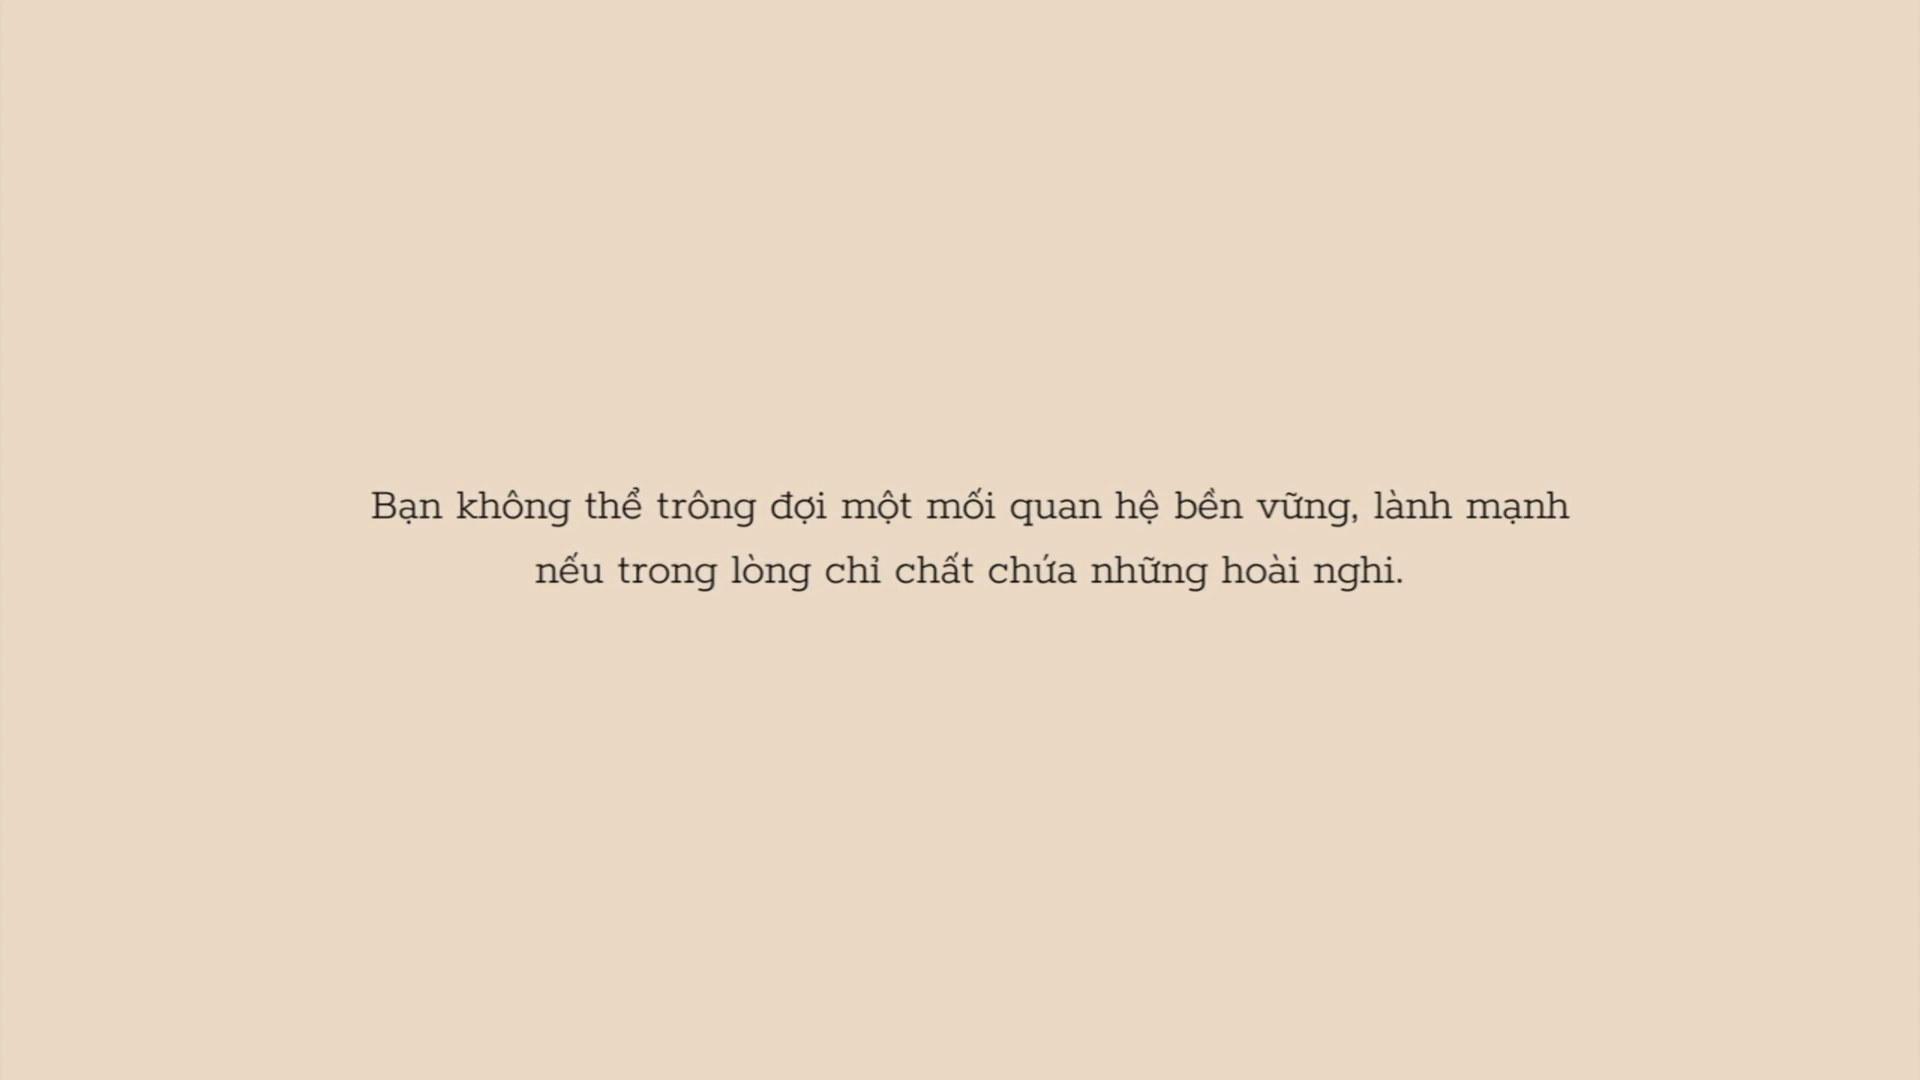 Bạn không thể trông đợi một mối quan hệ bền vững, lành mạnh
nếu trong lòng chỉ chất chứa những hoài nghi.